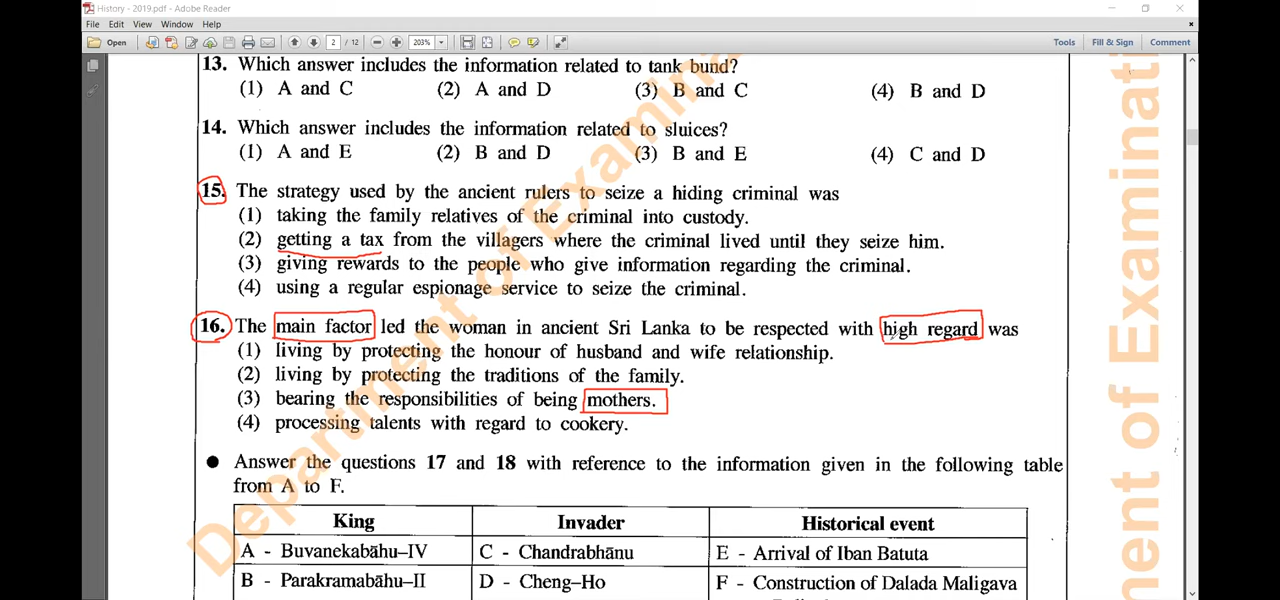 History - 2019.pdf - Adobe Reader
File Edit View Window Help
Open 2 / 12 203% Tools Fill & Sign Comment
13. Which answer includes the information related to tank bund?
(1) A and C (2) A and D (3) B and C (4) B and D
14. Which answer includes the information related to sluices?
(1) A and E (2) B and D (3) B and E (4) C and D
15. The strategy used by the ancient rulers to seize a hiding criminal was
(1) taking the family relatives of the criminal into custody.
(2) getting a tax from the villagers where the criminal lived until they seize him.
(3) giving rewards to the people who give information regarding the criminal.
(4) using a regular espionage service to seize the criminal.
16. The main factor led the woman in ancient Sri Lanka to be respected with high regard was
(1) living by protecting the honour of husband and wife relationship.
(2) living by protecting the traditions of the family.
(3) bearing the responsibilities of being mothers.
(4) processing talents with regard to cookery.
● Answer the questions 17 and 18 with reference to the information given in the following table
from A to F.
King Invader Historical event
A - Buvanekabāhu–IV C - Chandrabhānu E - Arrival of Iban Batuta
B - Parakramabāhu–II D - Cheng–Ho F - Construction of Dalada Maligava
Department of Examina
of Examinati